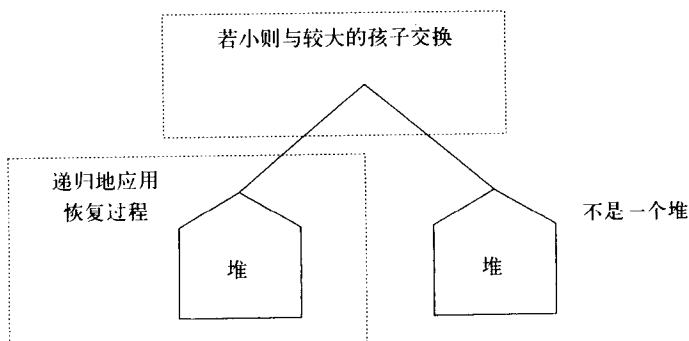 若小则与较大的孩子交换
递归地应用
恢复过程
不是一个堆
堆
堆